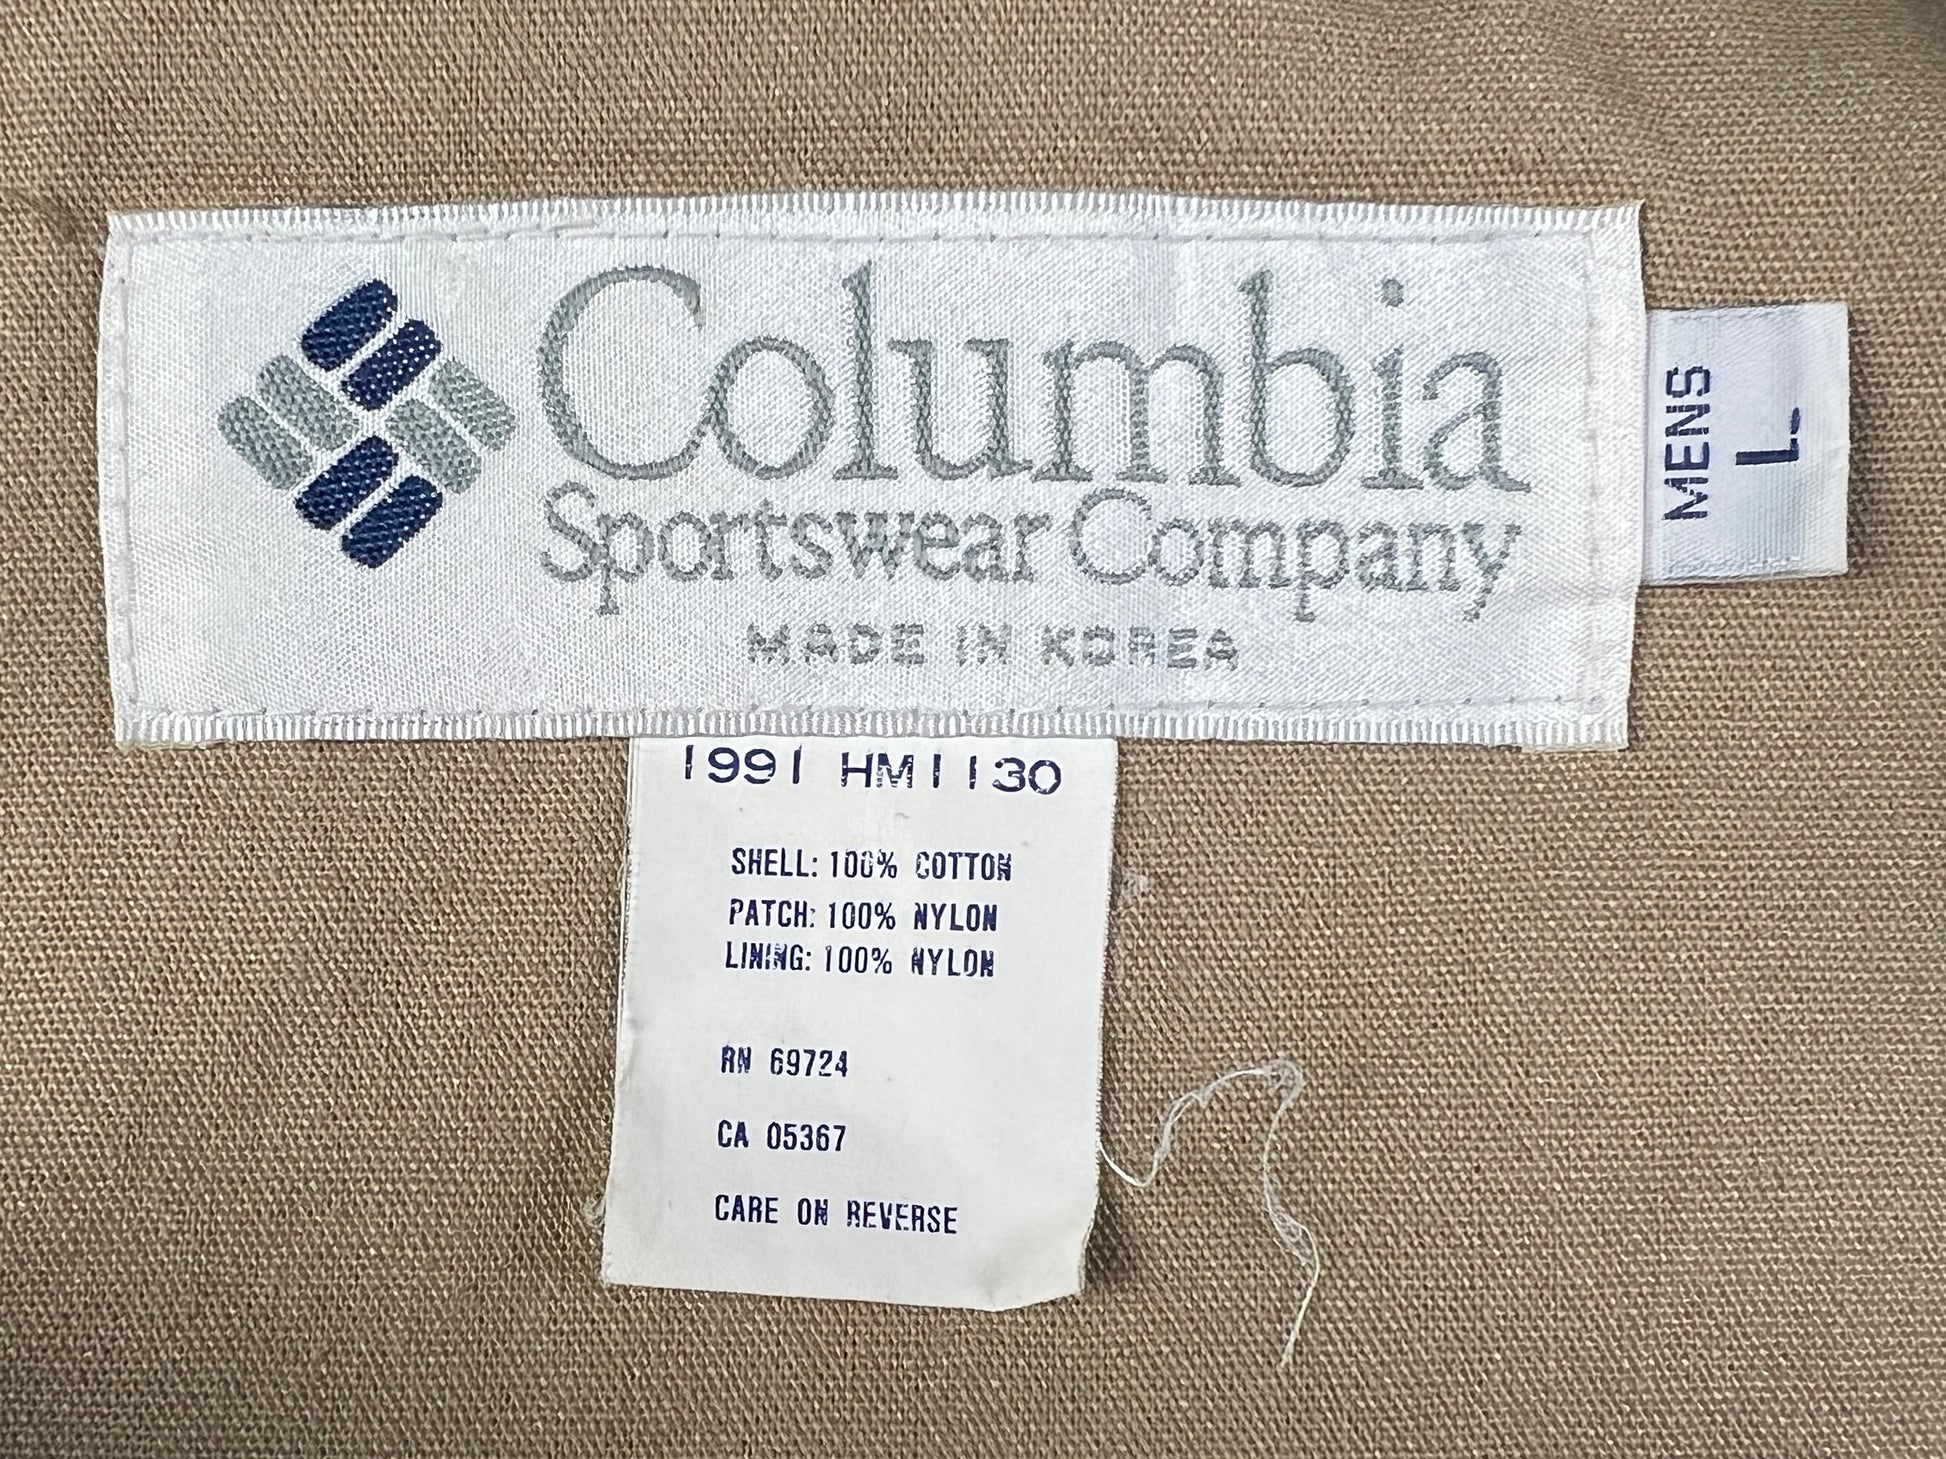 Columbia
Sportswear Company
MADE IN KOREA
MENS
L
1991 HM1130
SHELL: 100% COTTON
PATCH: 100% NYLON
LINING: 100% NYLON
RN 69724
CA 05367
CARE ON REVERSE